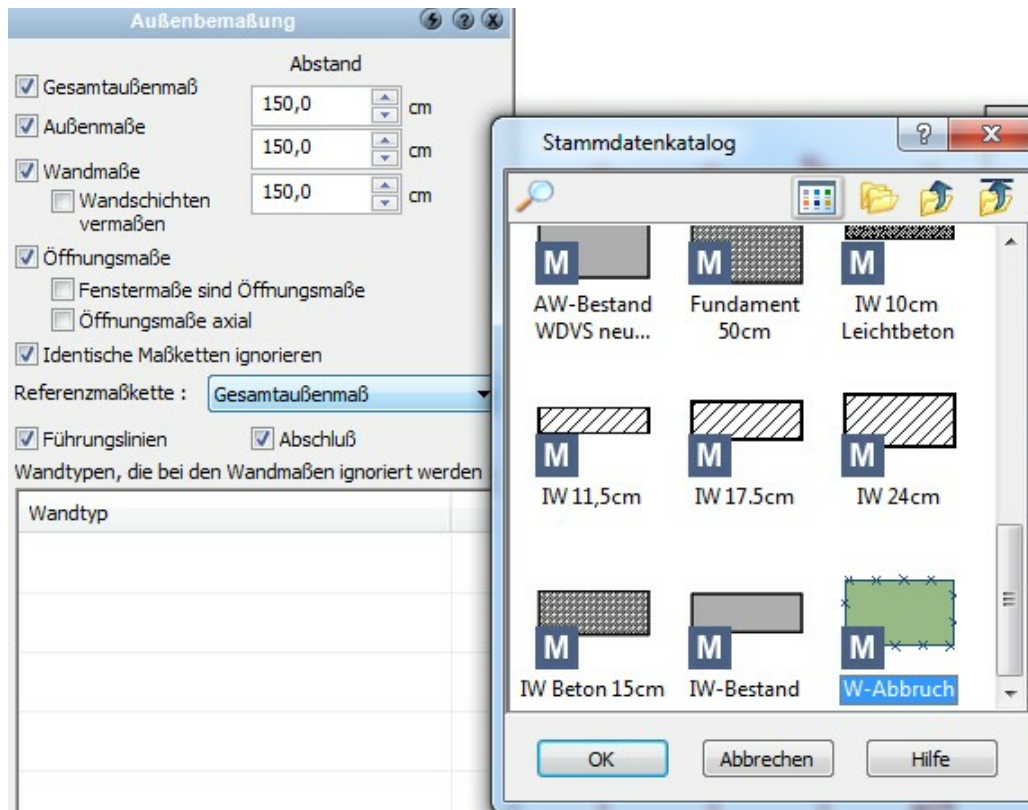 Außenbemaßung
Abstand
Gesamtaußenmaß
150,0 cm
Außenmaße
150,0 cm
Wandmaße
150,0 cm
Wandschichten
vermaßen
Öffnungsmaße
Fenstermaße sind Öffnungsmaße
Öffnungsmaße axial
Identische Maßketten ignorieren
Referenzmaßkette : Gesamtaußenmaß
Führungslinien Abschluß
Wandtypen, die bei den Wandmaßen ignoriert werden
Wandtyp
Stammdatenkatalog
M M M
AW-Bestand Fundament IW 10cm
WDVS neu... 50cm Leichtbeton
M M M
IW 11,5cm IW 17.5cm IW 24cm
M M M
IW Beton 15cm IW-Bestand W-Abbruch
OK Abbrechen Hilfe